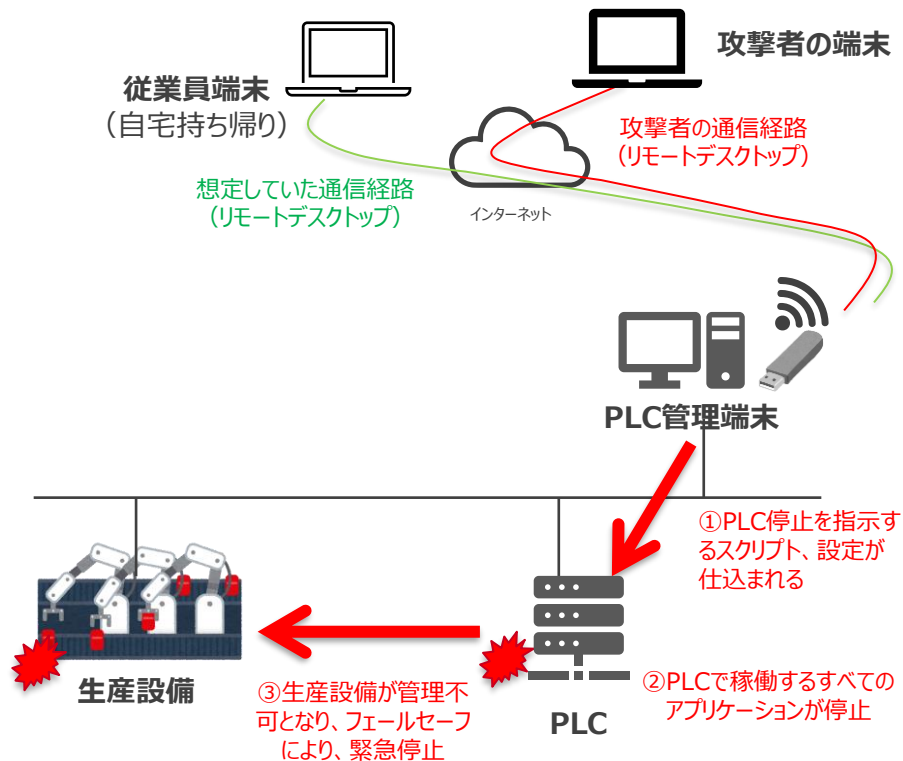 攻撃者の端末
従業員端末
（自宅持ち帰り）
攻撃者の通信経路
（リモートデスクトップ）
想定していた通信経路
（リモートデスクトップ）
インターネット
PLC管理端末
①PLC停止を指示す
るスクリプト、設定が
仕込まれる
②PLCで稼働するすべての
アプリケーションが停止
PLC
生産設備
③生産設備が管理不
可となり、フェールセーフ
により、緊急停止